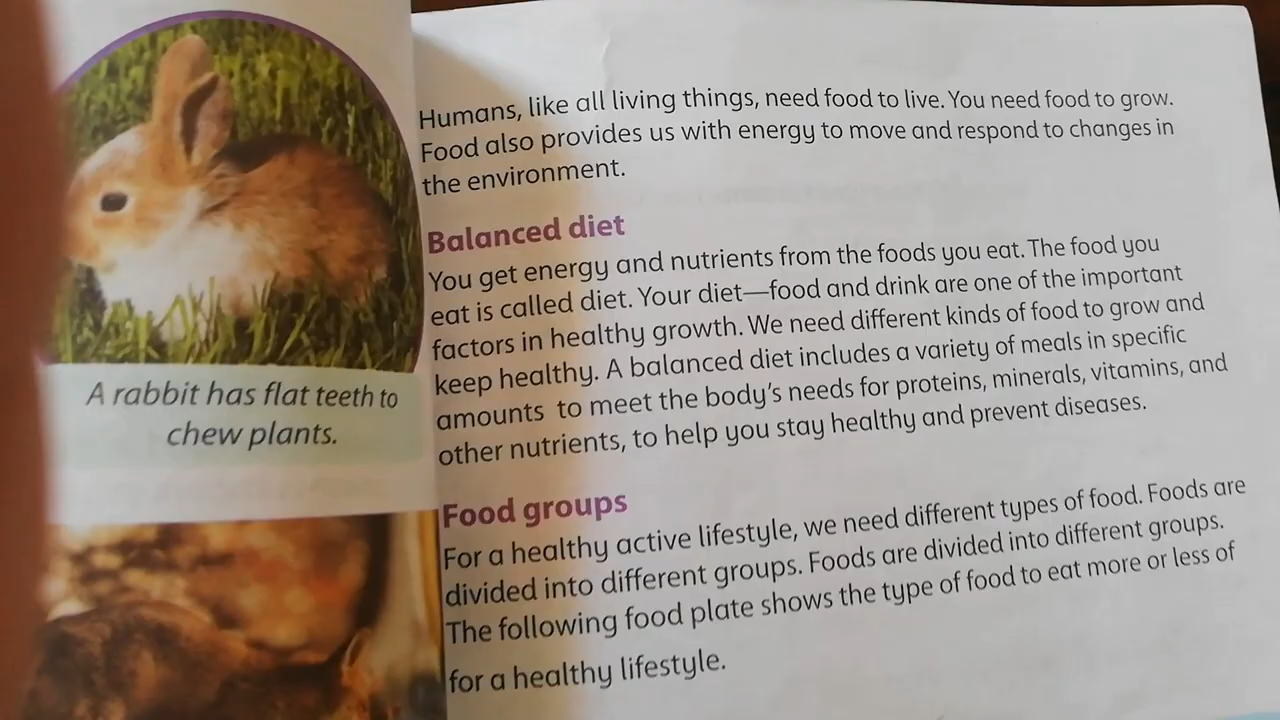 A rabbit has flat teeth to
chew plants.
Humans, like all living things, need food to live. You need food to grow.
Food also provides us with energy to move and respond to changes in
the environment.
Balanced diet
You get energy and nutrients from the foods you eat. The food you
eat is called diet. Your diet—food and drink are one of the important
factors in healthy growth. We need different kinds of food to grow and
keep healthy. A balanced diet includes a variety of meals in specific
amounts to meet the body's needs for proteins, minerals, vitamins, and
other nutrients, to help you stay healthy and prevent diseases.
Food groups
For a healthy active lifestyle, we need different types of food. Foods are
divided into different groups. Foods are divided into different groups.
The following food plate shows the type of food to eat more or less of
for a healthy lifestyle.